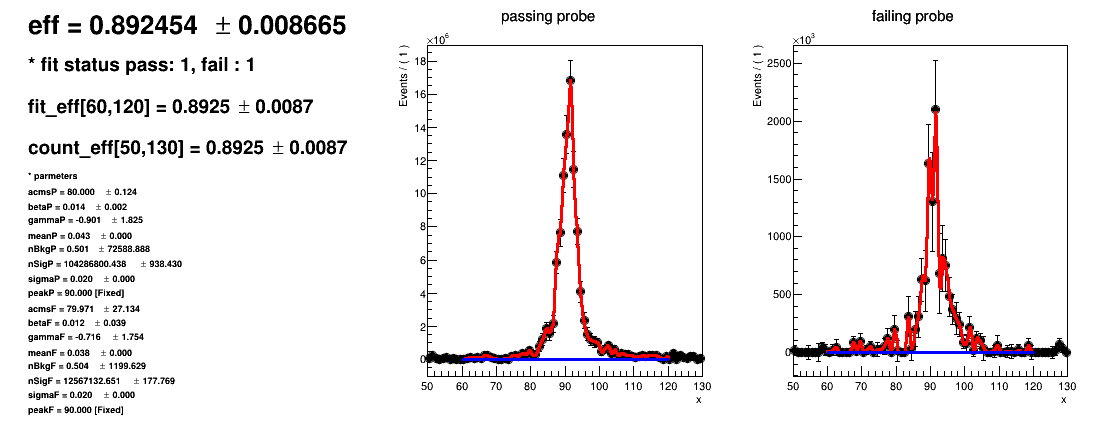 eff = 0.892454 ± 0.008665
* fit status pass: 1, fail : 1
fit_eff[60,120] = 0.8925 ± 0.0087
count_eff[50,130] = 0.8925 ± 0.0087
* parmeters
acmsP = 80.000 ± 0.124
betaP = 0.014 ± 0.002
gammaP = -0.901 ± 1.825
meanP = 0.043 ± 0.000
nBkgP = 0.501 ± 72588.888
nSigP = 104286800.438 ± 938.430
sigmaP = 0.020 ± 0.000
peakP = 90.000 [Fixed]
acmsF = 79.971 ± 27.134
betaF = 0.012 ± 0.039
gammaF = -0.716 ± 1.754
meanF = 0.038 ± 0.000
nBkgF = 0.504 ± 1199.629
nSigF = 12567132.651 ± 177.769
sigmaF = 0.020 ± 0.000
peakF = 90.000 [Fixed]
passing probe
×10⁶
Events / ( 1 )
18
16
14
12
10
8
6
4
2
0
50 60 70 80 90 100 110 120 130
x
failing probe
×10³
Events / ( 1 )
2500
2000
1500
1000
500
0
50 60 70 80 90 100 110 120 130
x